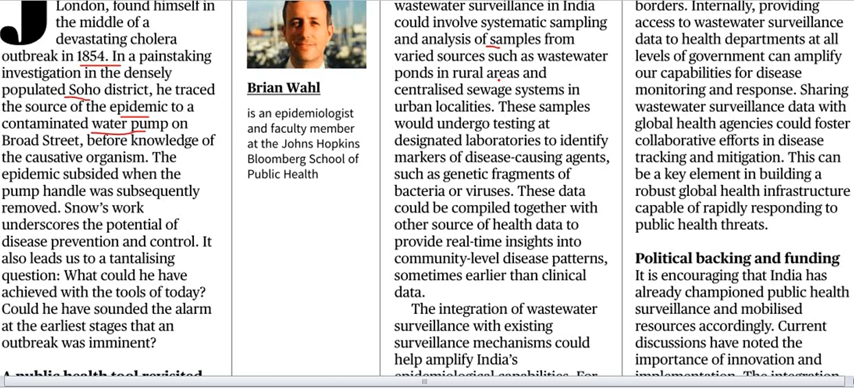 J
London, found himself in
the middle of a
devastating cholera
outbreak in 1854. In a painstaking
investigation in the densely
populated Soho district, he traced
the source of the epidemic to a
contaminated water pump on
Broad Street, before knowledge of
the causative organism. The
epidemic subsided when the
pump handle was subsequently
removed. Snow’s work
underscores the potential of
disease prevention and control. It
also leads us to a tantalising
question: What could he have
achieved with the tools of today?
Could he have sounded the alarm
at the earliest stages that an
outbreak was imminent?
A public health tool revisited
Brian Wahl
is an epidemiologist
and faculty member
at the Johns Hopkins
Bloomberg School of
Public Health
wastewater surveillance in India
could involve systematic sampling
and analysis of samples from
varied sources such as wastewater
ponds in rural areas and
centralised sewage systems in
urban localities. These samples
would undergo testing at
designated laboratories to identify
markers of disease-causing agents,
such as genetic fragments of
bacteria or viruses. These data
could be compiled together with
other source of health data to
provide real-time insights into
community-level disease patterns,
sometimes earlier than clinical
data.
The integration of wastewater
surveillance with existing
surveillance mechanisms could
help amplify India’s
epidemiological capabilities. For
borders. Internally, providing
access to wastewater surveillance
data to health departments at all
levels of government can amplify
our capabilities for disease
monitoring and response. Sharing
wastewater surveillance data with
global health agencies could foster
collaborative efforts in disease
tracking and mitigation. This can
be a key element in building a
robust global health infrastructure
capable of rapidly responding to
public health threats.
Political backing and funding
It is encouraging that India has
already championed public health
surveillance and mobilised
resources accordingly. Current
discussions have noted the
importance of innovation and
implementation. The integration